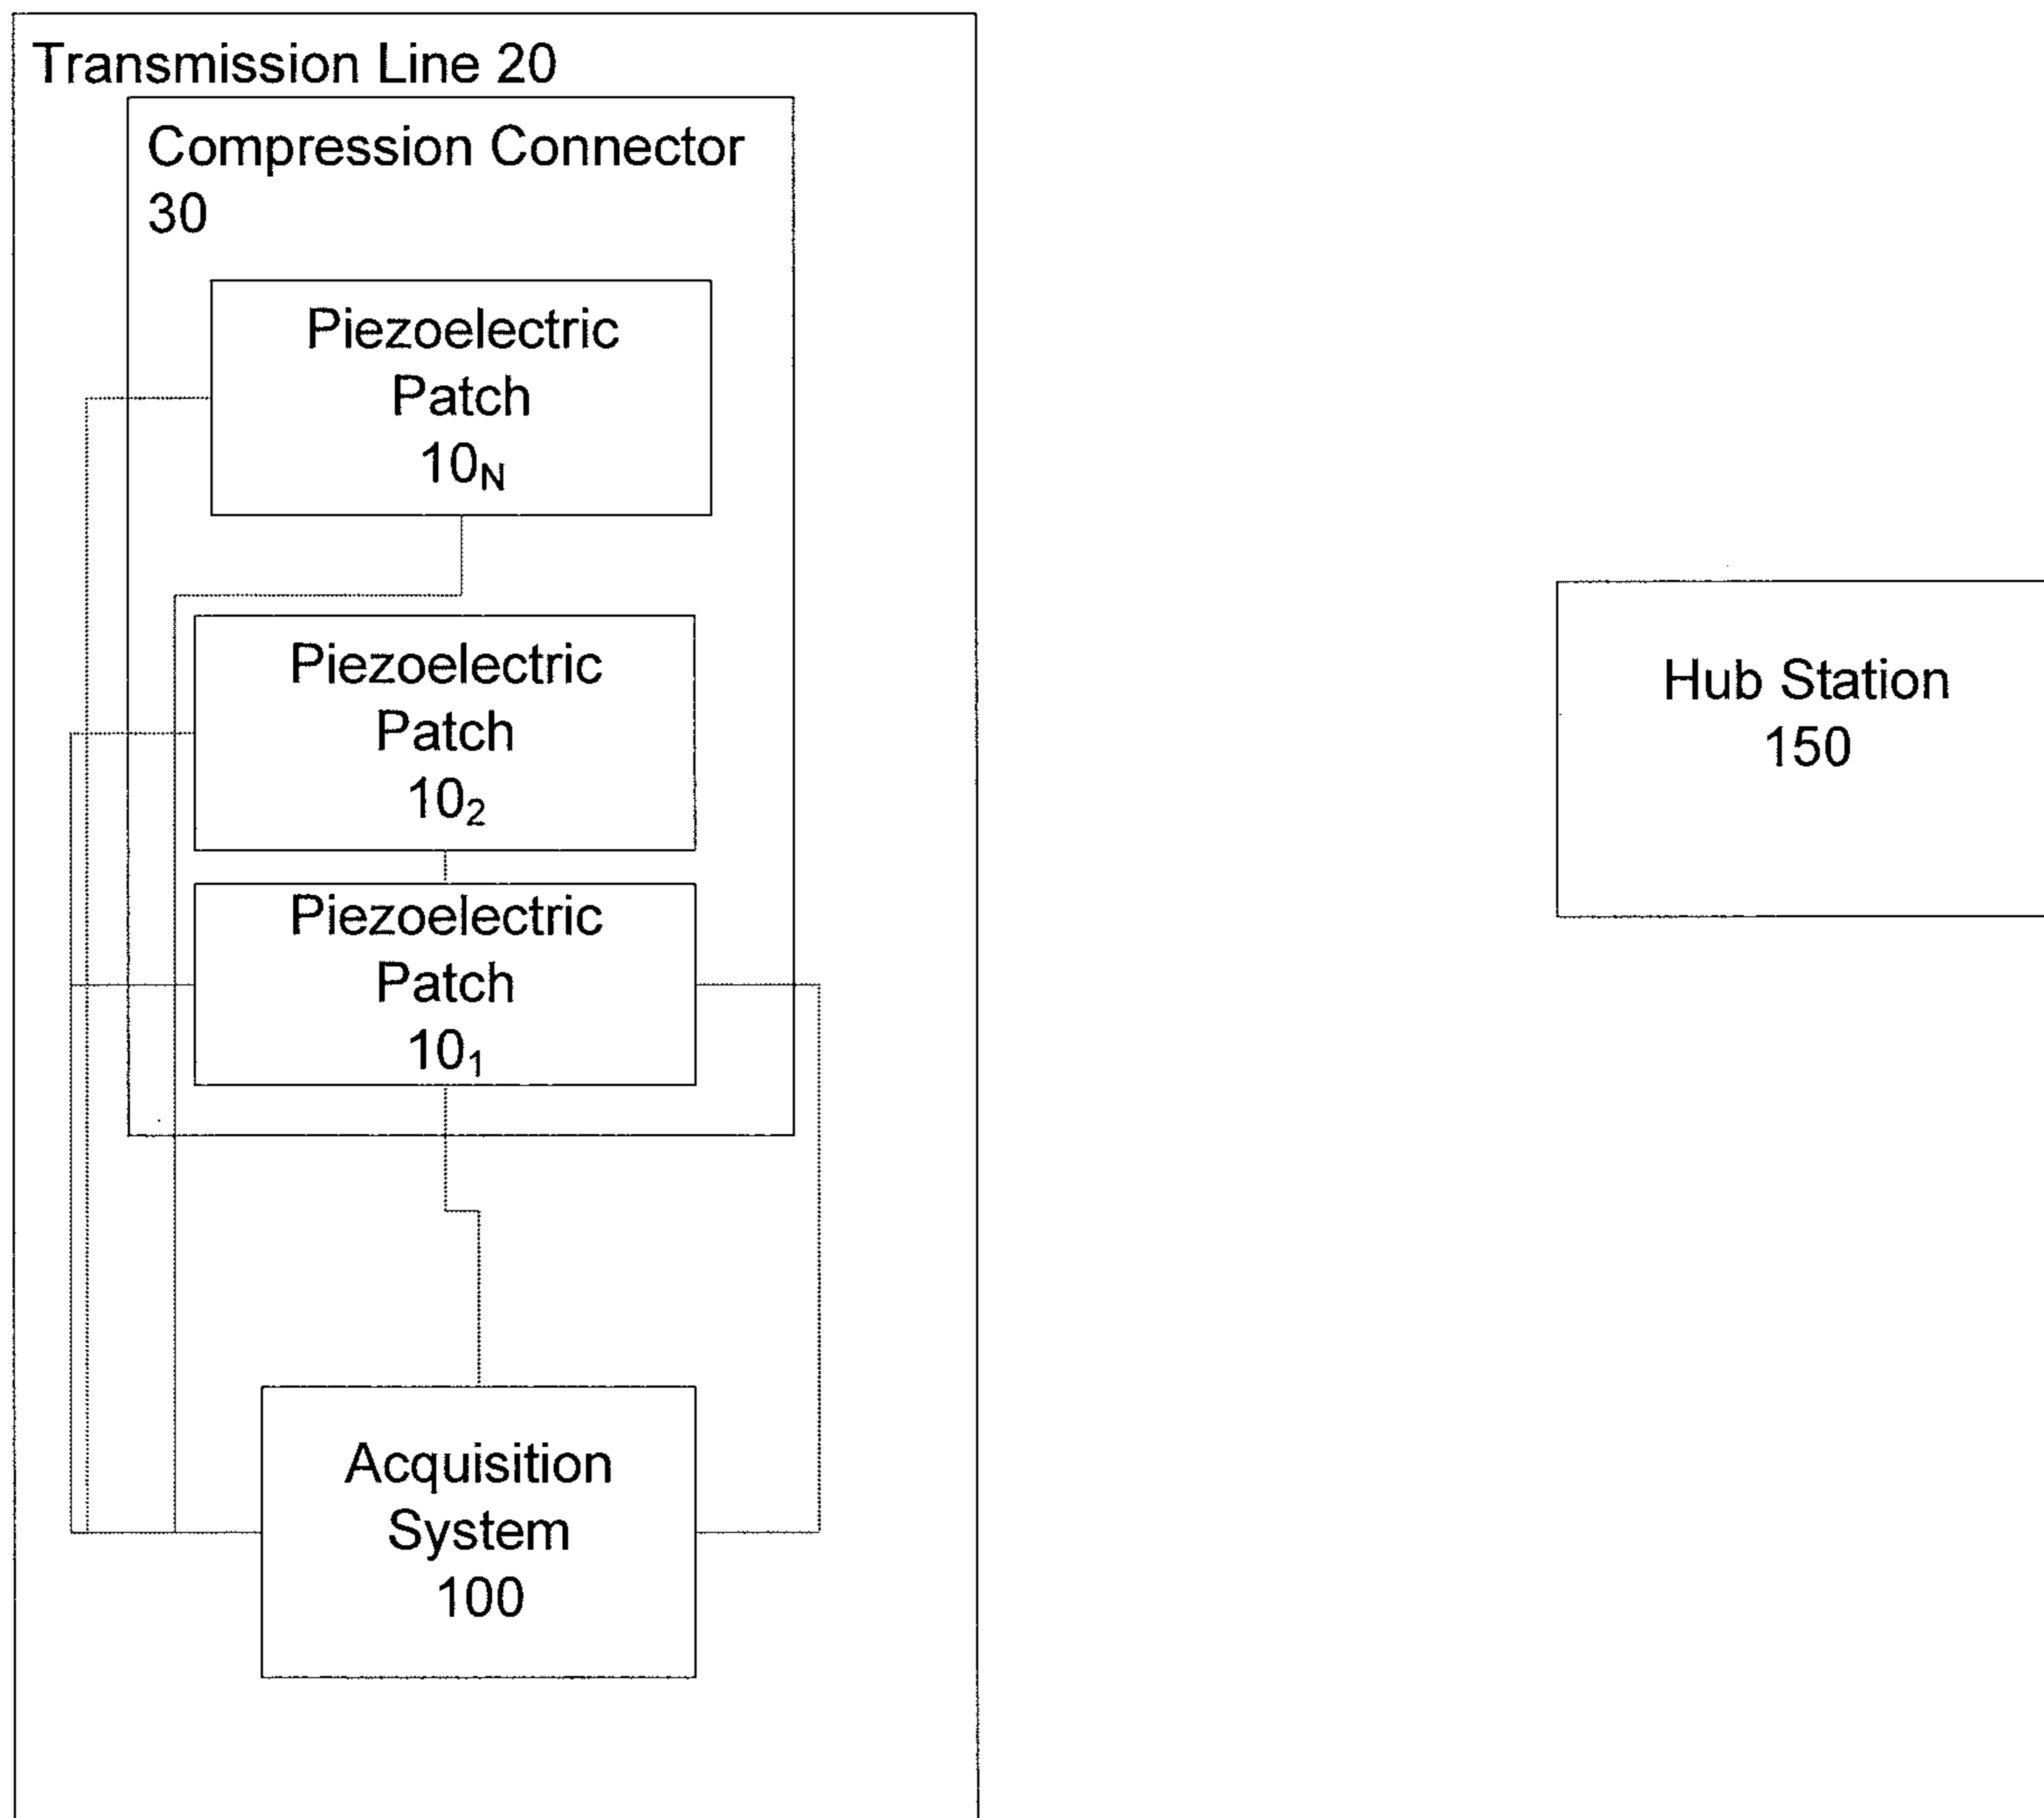 Transmission Line 20
Compression Connector
30
Piezoelectric
Patch
10N
Piezoelectric
Patch
102
Piezoelectric
Patch
101
Acquisition
System
100
Hub Station
150